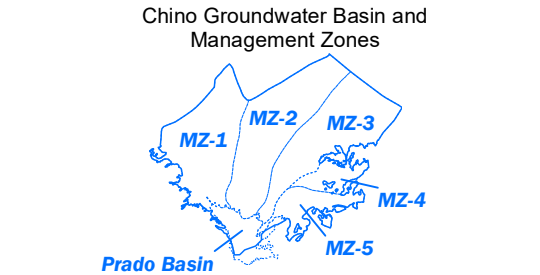 Chino Groundwater Basin and
Management Zones
MZ-1
MZ-2
MZ-3
MZ-4
MZ-5
Prado Basin